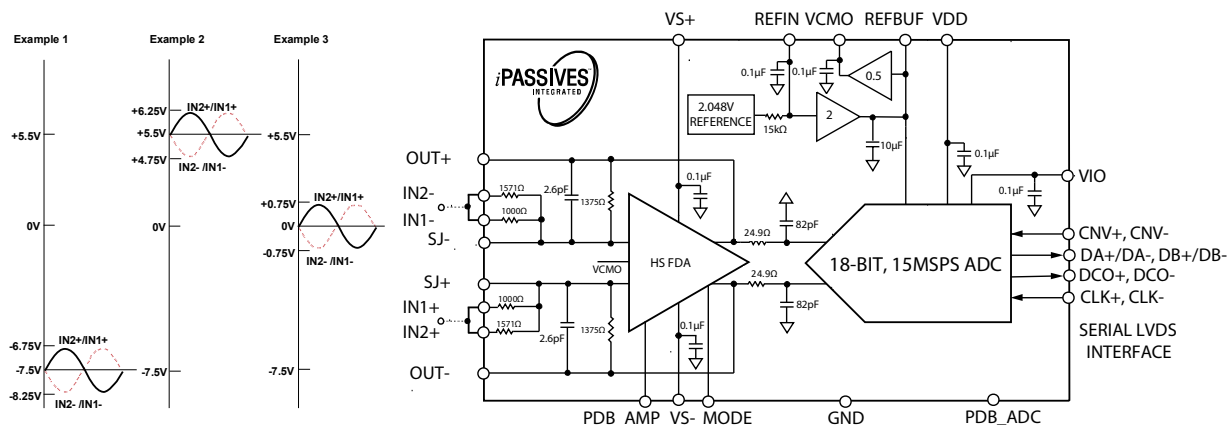 Example 1
+5.5V
0V
-6.75V
IN2+/IN1+
-7.5V
IN2- /IN1-
-8.25V
Example 2
+6.25V
IN2+/IN1+
+5.5V
+4.75V
IN2- /IN1-
0V
-7.5V
Example 3
+5.5V
+0.75V
IN2+/IN1+
0V
-0.75V
IN2- /IN1-
-7.5V
VS+
REFIN
VCMO
REFBUF
VDD
iPASSIVES™
INTEGRATED
0.1µF
0.1µF
0.5
2.048V
REFERENCE
15kΩ
2
10µF
0.1µF
OUT+
IN2-
IN1-
SJ-
1571Ω
1000Ω
2.6pF
1375Ω
0.1µF
0.1µF
VIO
82pF
24.9Ω
VCMO
HS FDA
18-BIT, 15MSPS ADC
CNV+, CNV-
DA+/DA-, DB+/DB-
DCO+, DCO-
CLK+, CLK-
SERIAL LVDS
INTERFACE
SJ+
IN1+
IN2+
OUT-
1000Ω
1571Ω
2.6pF
1375Ω
24.9Ω
82pF
0.1µF
PDB_AMP
VS-
MODE
GND
PDB_ADC